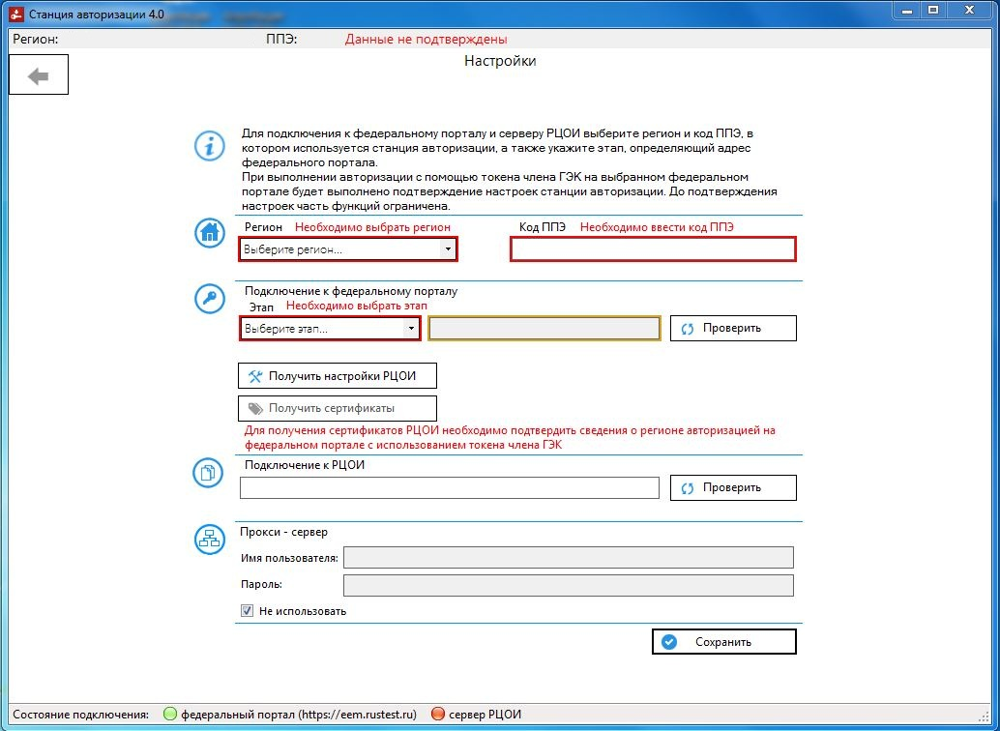 Станция авторизации 4.0
Регион: ППЭ: Данные не подтверждены
Настройки
Для подключения к федеральному порталу и серверу РЦОИ выберите регион и код ППЭ, в
котором используется станция авторизации, а также укажите этап, определяющий адрес
федерального портала.
При выполнении авторизации с помощью токена члена ГЭК на выбранном федеральном
портале будет выполнено подтверждение настроек станции авторизации. До подтверждения
настроек часть функций ограничена.
Регион Необходимо выбрать регион Код ППЭ Необходимо ввести код ППЭ
Выберите регион...
Подключение к федеральному порталу
Этап Необходимо выбрать этап
Выберите этап... Проверить
Получить настройки РЦОИ
Получить сертификаты
Для получения сертификатов РЦОИ необходимо подтвердить сведения о регионе авторизацией на
федеральном портале с использованием токена члена ГЭК
Подключение к РЦОИ
Проверить
Прокси - сервер
Имя пользователя:
Пароль:
Не использовать
Сохранить
Состояние подключения: федеральный портал (https://eem.rustest.ru) сервер РЦОИ